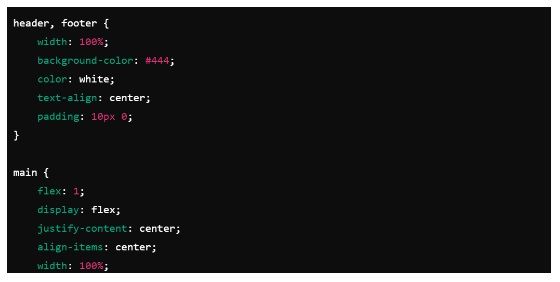 header, footer {
    width: 100%;
    background-color: #444;
    color: white;
    text-align: center;
    padding: 10px 0;
}

main {
    flex: 1;
    display: flex;
    justify-content: center;
    align-items: center;
    width: 100%;